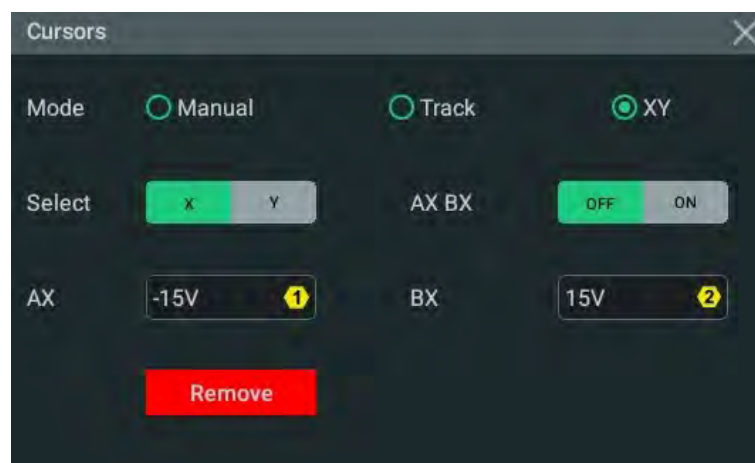 Cursors
Mode Manual Track XY
Select X Y AX BX OFF ON
AX -15V 1 BX 15V 2
Remove